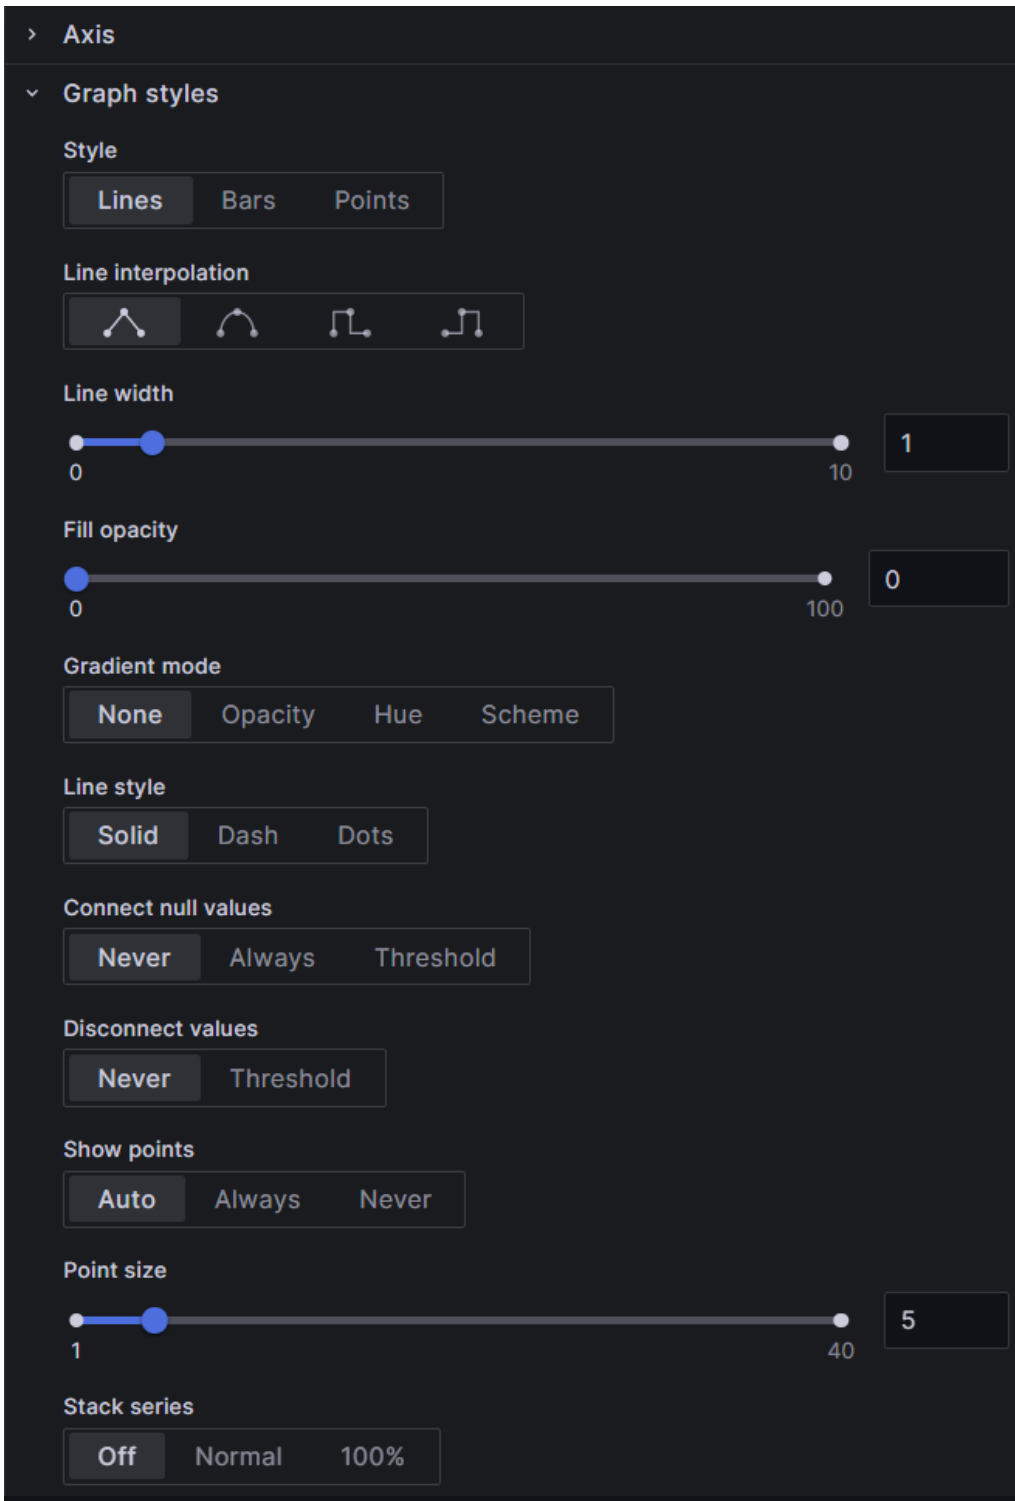 Axis
Graph styles
Style
Lines Bars Points
Line interpolation
Line width
1
0 10
Fill opacity
0
0 100
Gradient mode
None Opacity Hue Scheme
Line style
Solid Dash Dots
Connect null values
Never Always Threshold
Disconnect values
Never Threshold
Show points
Auto Always Never
Point size
5
1 40
Stack series
Off Normal 100%